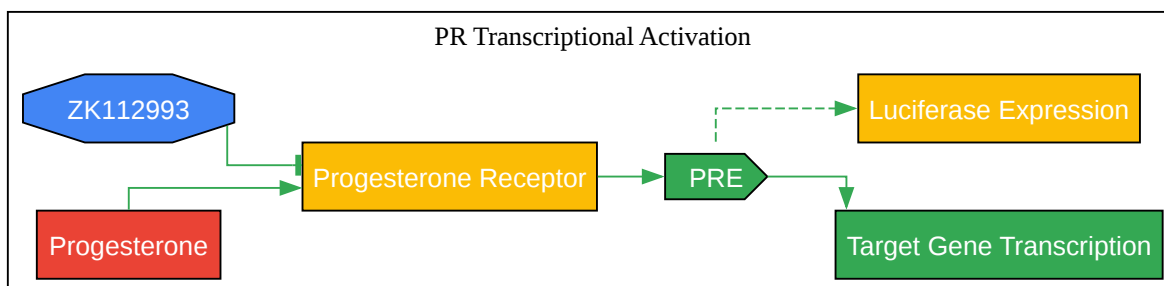 PR Transcriptional Activation
ZK112993
Luciferase Expression
Progesterone Receptor
PRE
Progesterone
Target Gene Transcription